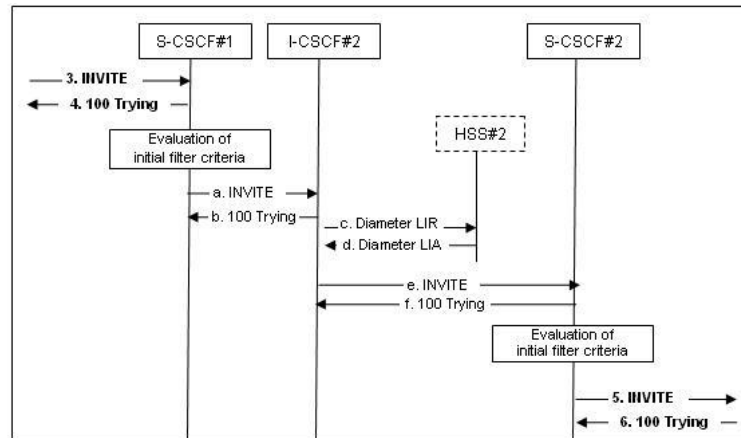 S-CSCF#1
I-CSCF#2
S-CSCF#2
3. INVITE
4. 100 Trying
HSS#2
Evaluation of
initial filter criteria
a. INVITE
b. 100 Trying
c. Diameter LIR
d. Diameter LIA
e. INVITE
f. 100 Trying
Evaluation of
initial filter criteria
5. INVITE
6. 100 Trying